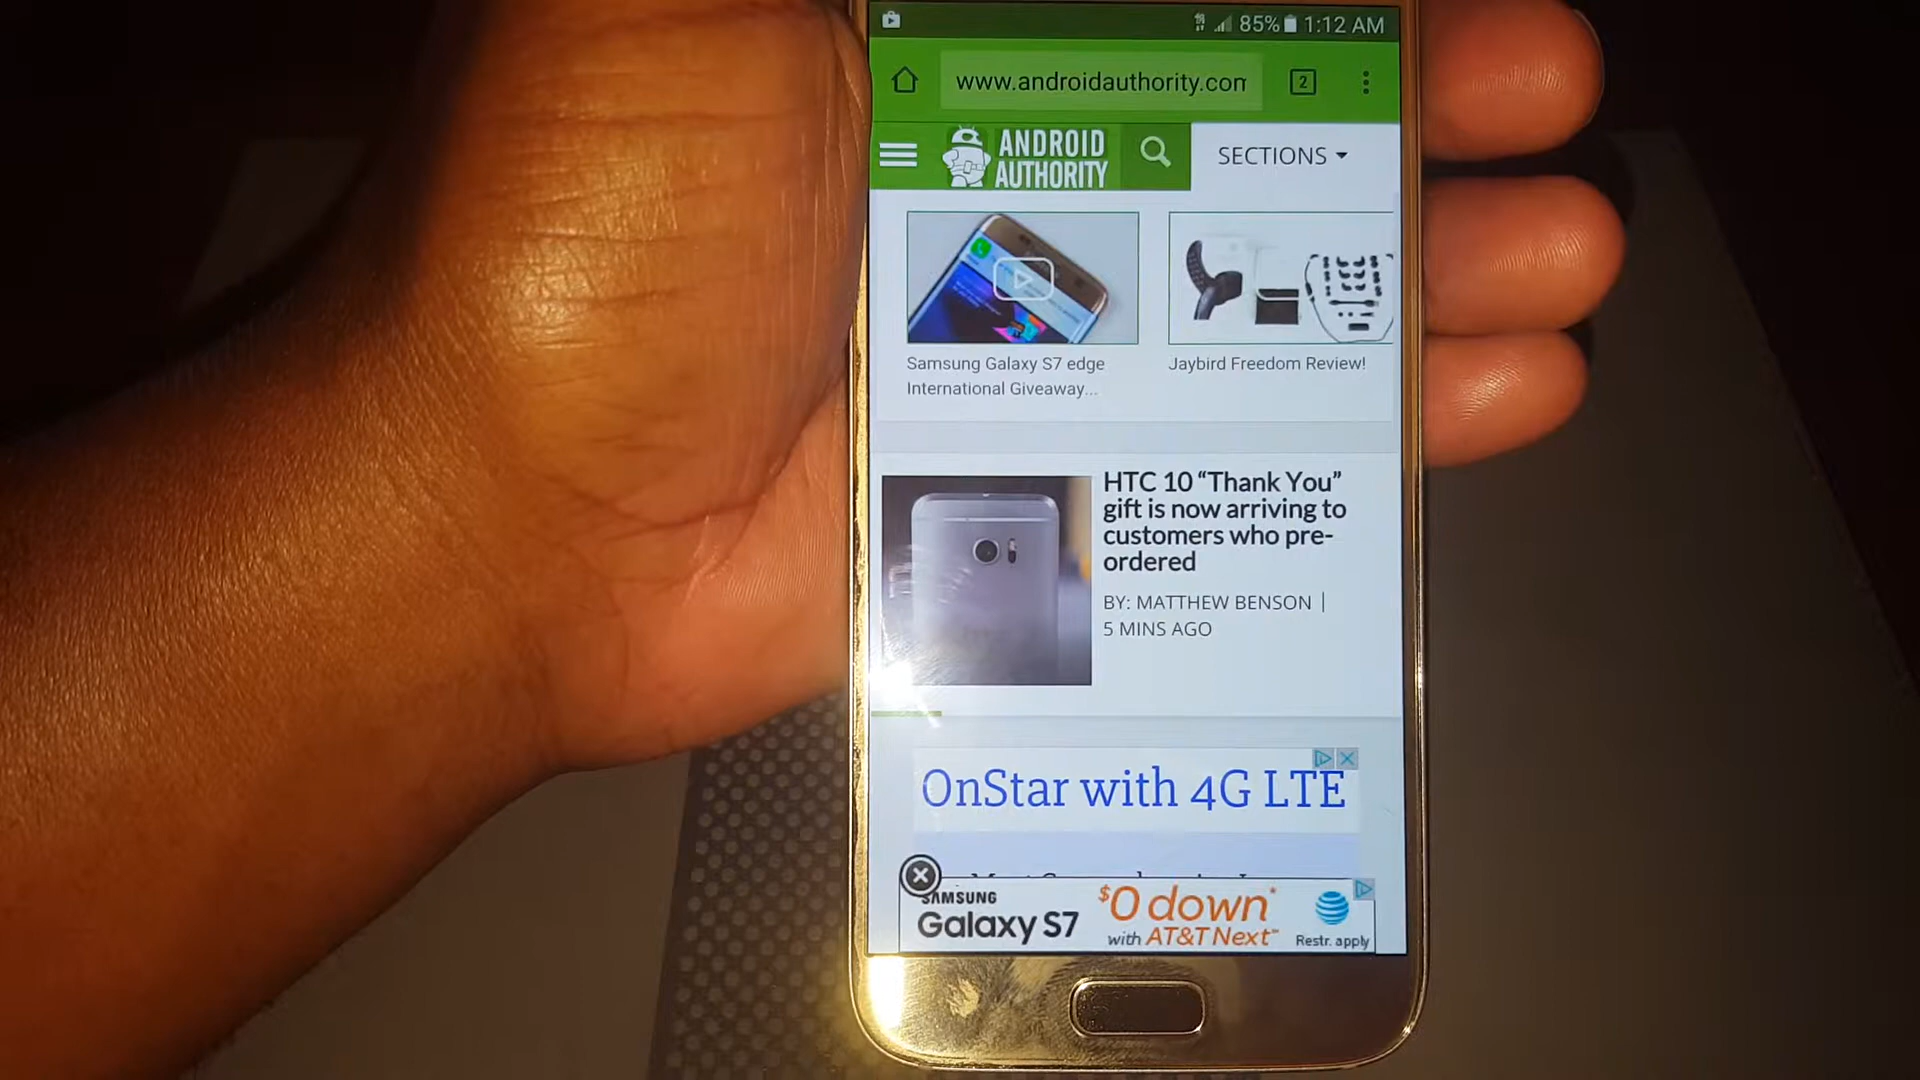 85% 1:12 AM
www.androidauthority.com
2
ANDROID
AUTHORITY
SECTIONS
Samsung Galaxy S7 edge
International Giveaway...
Jaybird Freedom Review!
HTC 10 “Thank You”
gift is now arriving to
customers who pre-
ordered
BY: MATTHEW BENSON |
5 MINS AGO
OnStar with 4G LTE
SAMSUNG
Galaxy S7
$0 down*
with AT&T Next℠
Restr. apply